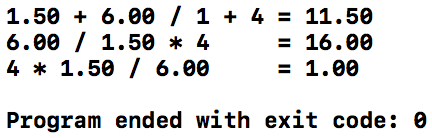 1.50 + 6.00 / 1 + 4 = 11.50
6.00 / 1.50 * 4     = 16.00
4 * 1.50 / 6.00     = 1.00

Program ended with exit code: 0